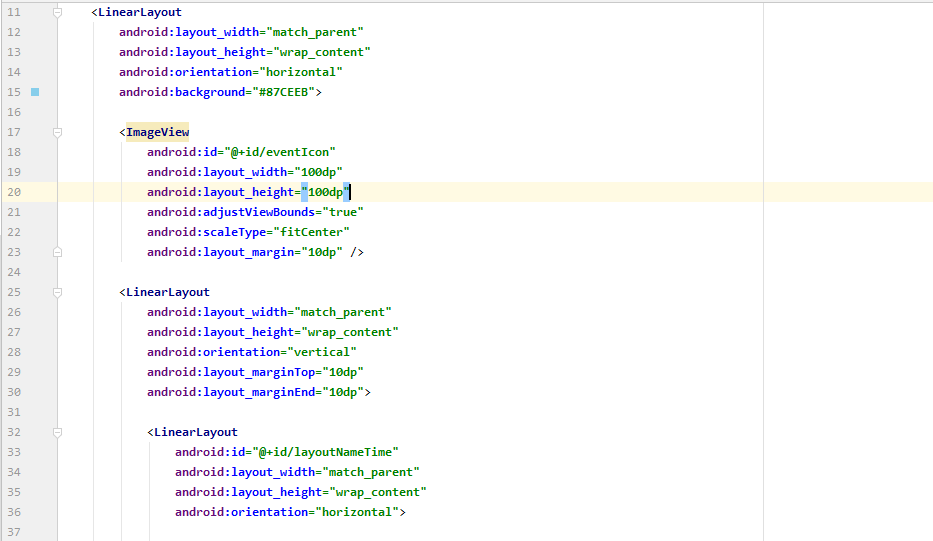 11 <LinearLayout
12 android:layout_width="match_parent"
13 android:layout_height="wrap_content"
14 android:orientation="horizontal"
15 android:background="#87CEEB">
16
17 <ImageView
18 android:id="@+id/eventIcon"
19 android:layout_width="100dp"
20 android:layout_height="100dp"
21 android:adjustViewBounds="true"
22 android:scaleType="fitCenter"
23 android:layout_margin="10dp" />
24
25 <LinearLayout
26 android:layout_width="match_parent"
27 android:layout_height="wrap_content"
28 android:orientation="vertical"
29 android:layout_marginTop="10dp"
30 android:layout_marginEnd="10dp">
31
32 <LinearLayout
33 android:id="@+id/layoutNameTime"
34 android:layout_width="match_parent"
35 android:layout_height="wrap_content"
36 android:orientation="horizontal">
37